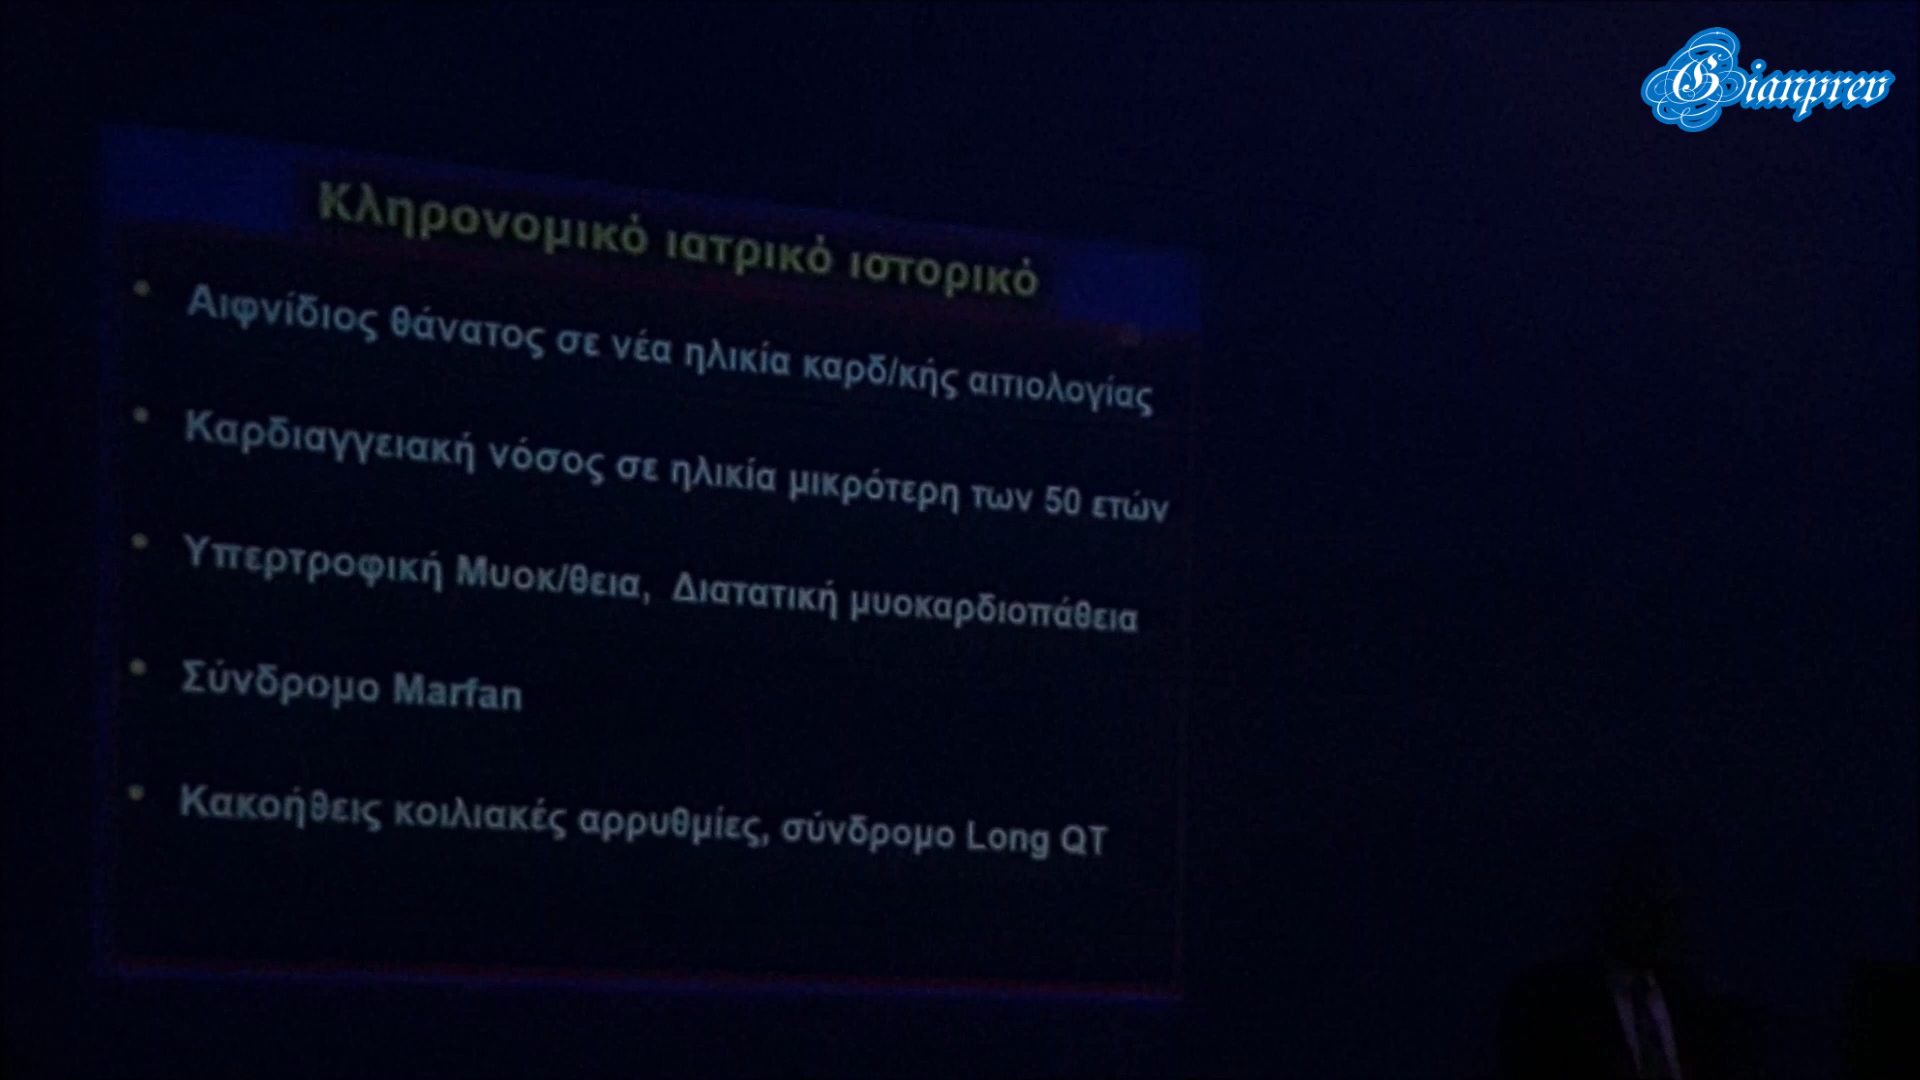 Gianprev
Κληρονομικό ιατρικό ιστορικό
• Αιφνίδιος θάνατος σε νέα ηλικία καρδ/κής αιτιολογίας
• Καρδιαγγειακή νόσος σε ηλικία μικρότερη των 50 ετών
• Υπερτροφική Μυοκ/θεια, Διατατική μυοκαρδιοπάθεια
• Σύνδρομο Marfan
• Κακοήθεις κοιλιακές αρρυθμίες, σύνδρομο Long QT